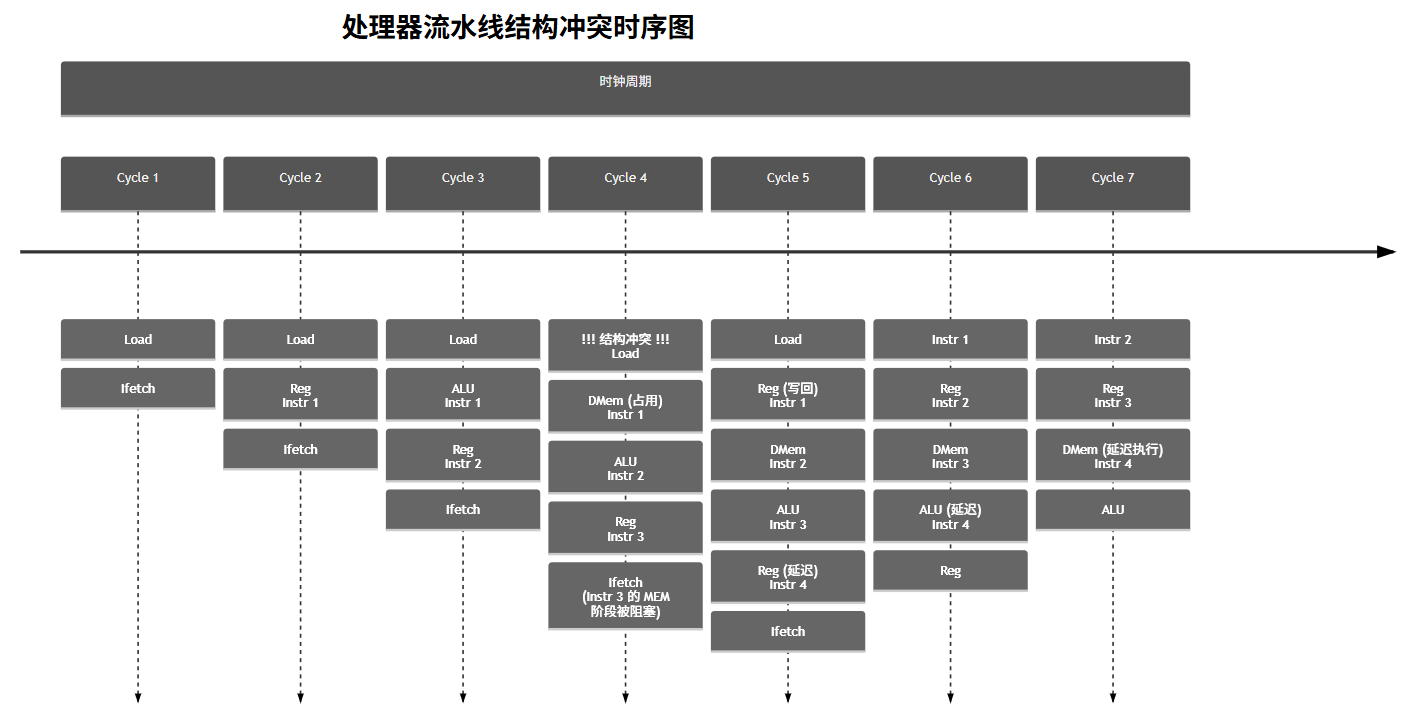 处理器流水线结构冲突时序图
时钟周期
Cycle 1
Cycle 2
Cycle 3
Cycle 4
Cycle 5
Cycle 6
Cycle 7
Load
Ifetch
Load
Reg
Instr 1
Ifetch
Load
ALU
Instr 1
Reg
Instr 2
Ifetch
!!! 结构冲突 !!!
Load
DMem (占用)
Instr 1
ALU
Instr 2
Reg
Instr 3
Ifetch
(Instr 3 的 MEM
阶段被阻塞)
Load
Reg (写回)
Instr 1
DMem
Instr 2
ALU
Instr 3
Reg (延迟)
Instr 4
Ifetch
Instr 1
Reg
Instr 2
DMem
Instr 3
ALU (延迟)
Instr 4
Reg
Instr 2
Reg
Instr 3
DMem (延迟执行)
Instr 4
ALU